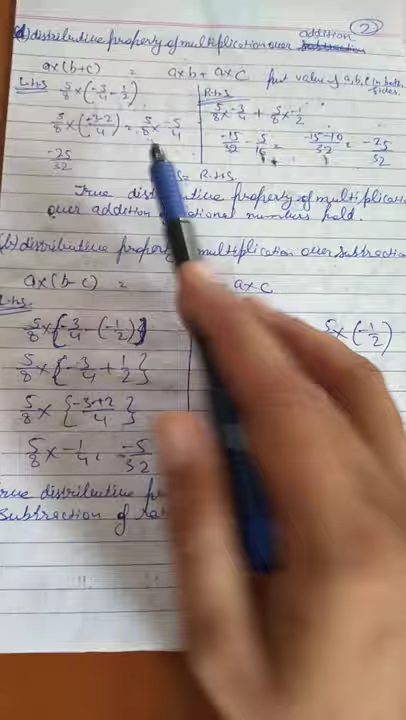 2
addition
(a) distributive property of multiplication over subtraction
a×(b+c) = a×b+a×c put value of a,b,c in both sides.
L.H.S 5/8×(-3/4-1/2)
5/8×(-3-2/4)=5/8×-5/4
-25/32
R.H.S
5/8×-3/4+5/8×-1/2
-15/32-5/16=-15-10/32=-25/32
= R.H.S.
True distributive property of multiplication
over addition rational numbers hold.
(b) distributive property multiplication over subtraction
a×(b-c) = a×c
L.H.S
5/8×{-3/4-(-1/2)}
5/8×{-3/4+1/2}
5/8×{-3+2/4}
5/8×-1/4=-5/32
5×(-1/2)
True distributive
subtraction of